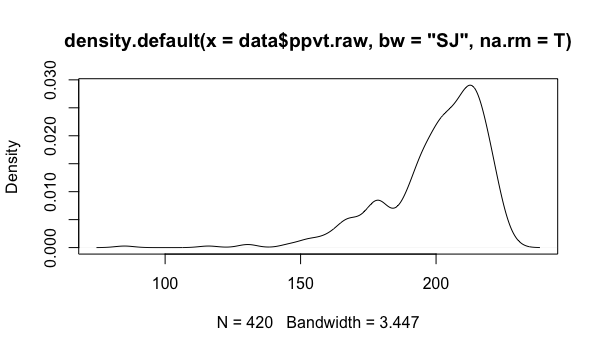 density.default(x = data$ppvt.raw, bw = "SJ", na.rm = T)
Density
0.030
0.020
0.010
0.000
100 150 200
N = 420 Bandwidth = 3.447